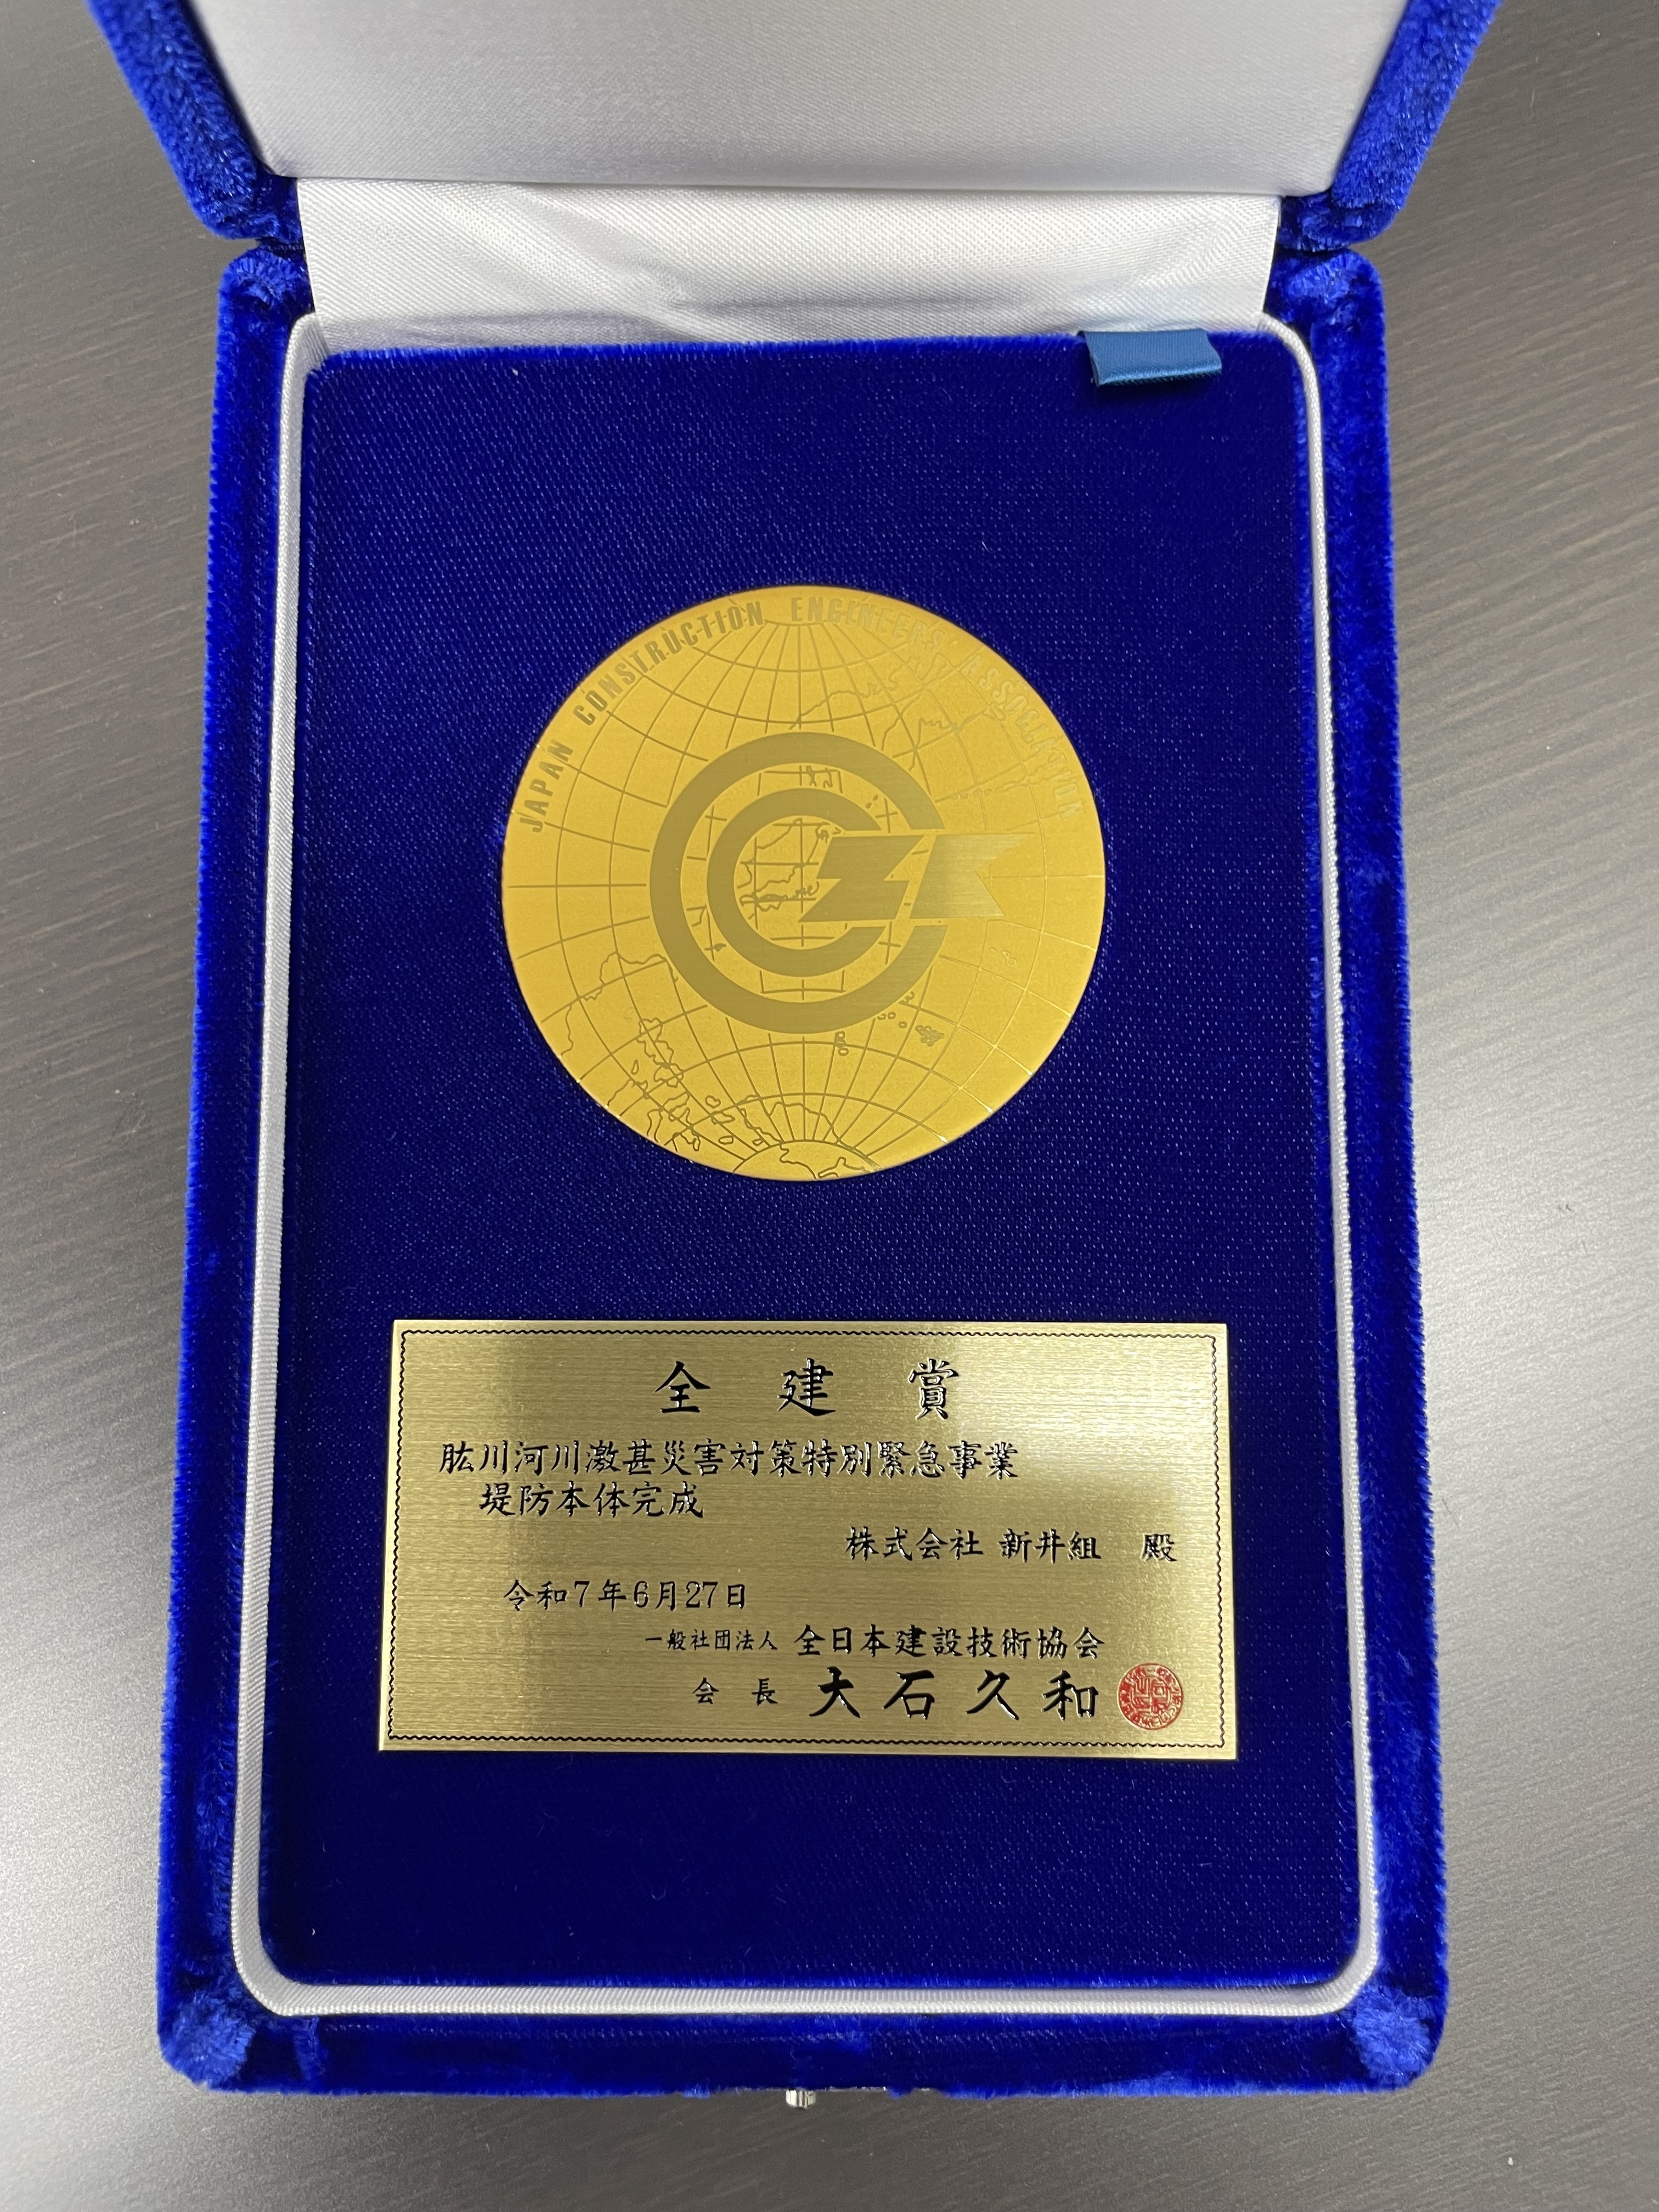 JAPAN CONSTRUCTION ENGINEERS' ASSOCIATION
全建賞
肱川河川激甚災害対策特別緊急事業
堤防本体完成
株式会社 新井組 殿
令和7年6月27日
一般社団法人 全日本建設技術協会
会長 大石久和